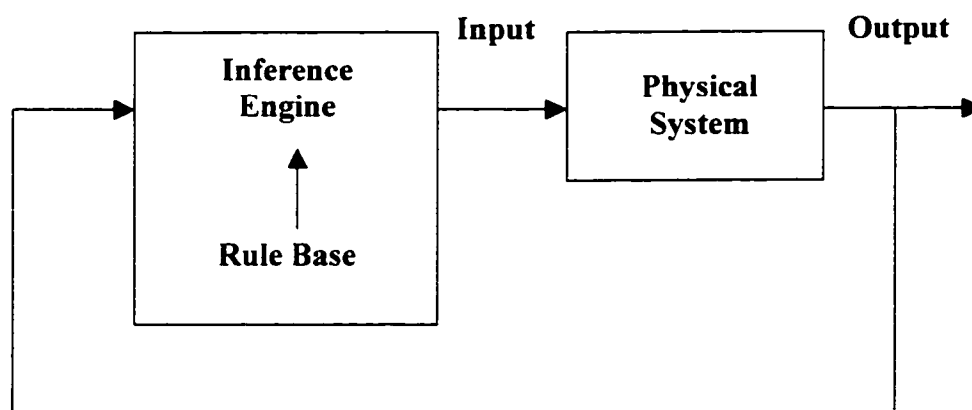 Input
Output
Inference
Engine
Physical
System
Rule Base